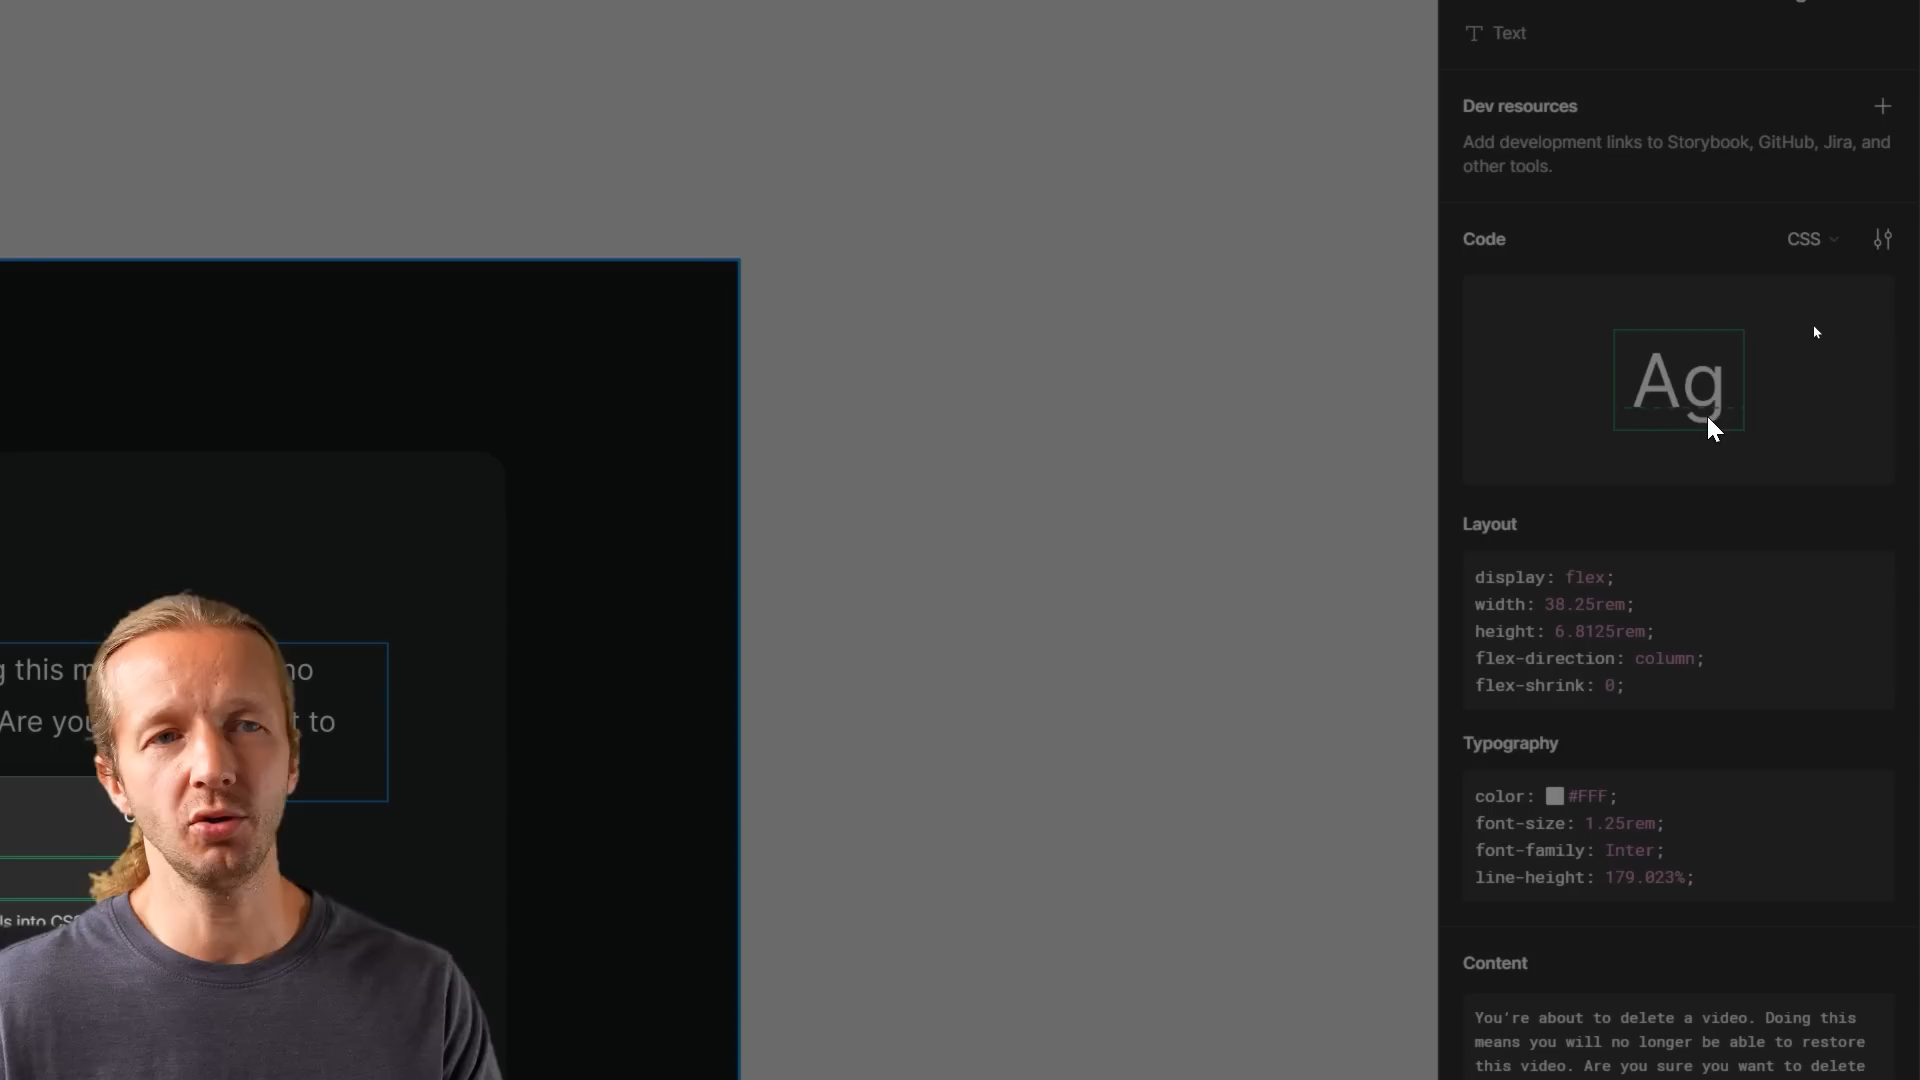 Text
Dev resources
Add development links to Storybook, GitHub, Jira, and
other tools.
Code
CSS
Ag
Layout
display: flex;
width: 38.25rem;
height: 6.8125rem;
flex-direction: column;
flex-shrink: 0;
Typography
color: #FFF;
font-size: 1.25rem;
font-family: Inter;
line-height: 179.023%;
Content
You're about to delete a video. Doing this
means you will no longer be able to restore
this video. Are you sure you want to delete
this
Are to
into